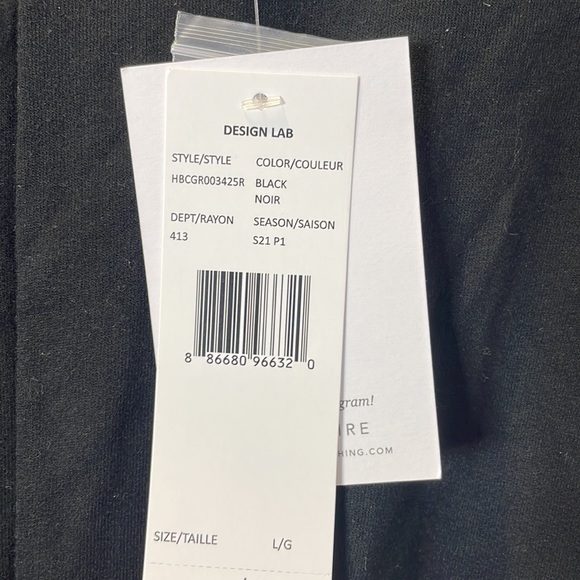 DESIGN LAB
STYLE/STYLE COLOR/COULEUR
HBCGR003425R BLACK
NOIR
DEPT/RAYON SEASON/SAISON
413 S21 P1
8 86680 96632 0
gram!
IRE
HING.COM
SIZE/TAILLE L/G